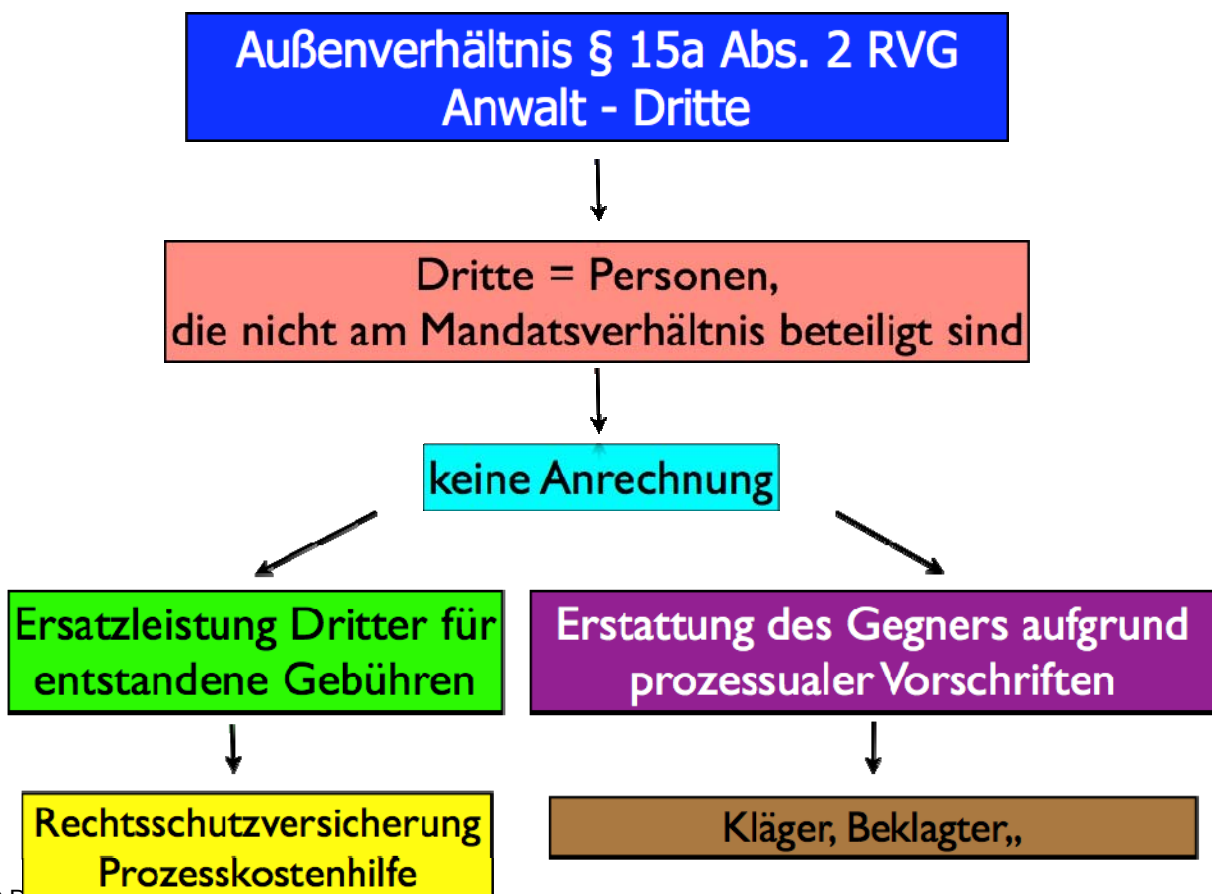 Außenverhältnis § 15a Abs. 2 RVG
Anwalt - Dritte
Dritte = Personen,
die nicht am Mandatsverhältnis beteiligt sind
keine Anrechnung
Ersatzleistung Dritter für
entstandene Gebühren
Erstattung des Gegners aufgrund
prozessualer Vorschriften
Rechtsschutzversicherung
Prozesskostenhilfe
Kläger, Beklagter,,